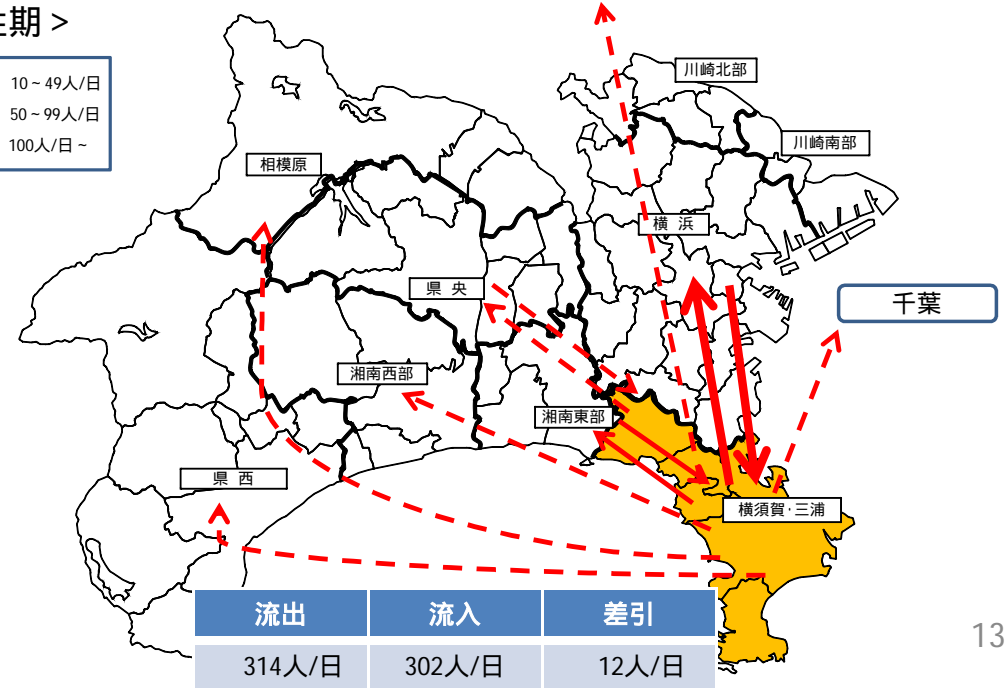 期 >
10 ~ 49人/日
50 ~ 99人/日
100人/日 ~
川崎北部
川崎南部
相模原
横 浜
県 央
千葉
湘南西部
湘南東部
県 西
横須賀･三浦
流出 流入 差引
314人/日 302人/日 12人/日
13